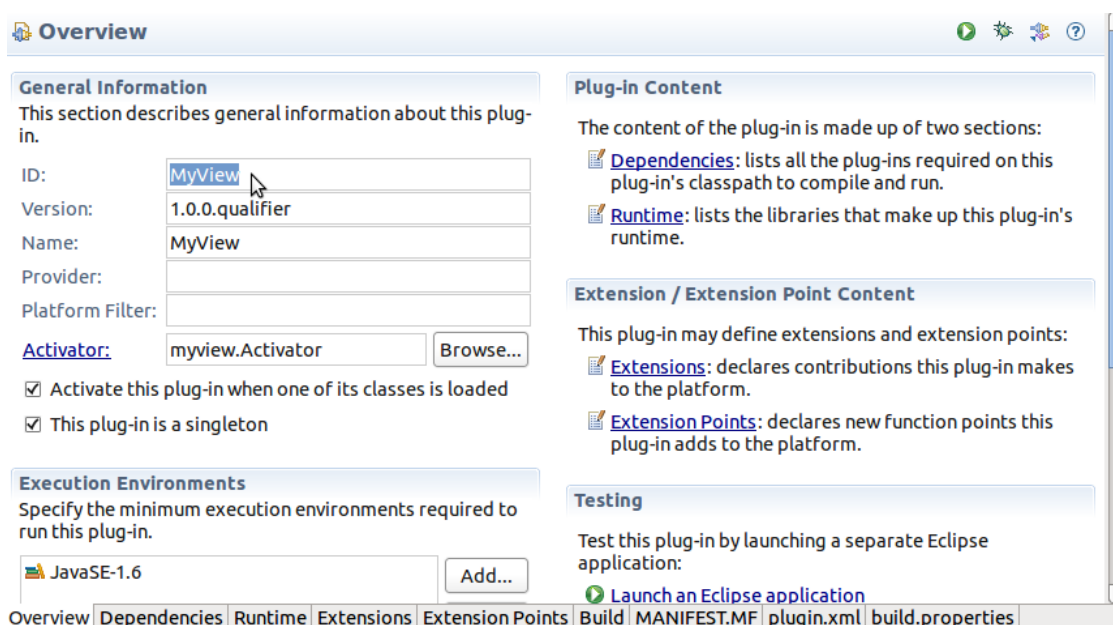 Overview
General Information
This section describes general information about this plug-
in.
ID: MyView
Version: 1.0.0.qualifier
Name: MyView
Provider:
Platform Filter:
Activator: myview.Activator Browse...
Activate this plug-in when one of its classes is loaded
This plug-in is a singleton
Execution Environments
Specify the minimum execution environments required to
run this plug-in.
JavaSE-1.6 Add...
Plug-in Content
The content of the plug-in is made up of two sections:
Dependencies: lists all the plug-ins required on this
plug-in's classpath to compile and run.
Runtime: lists the libraries that make up this plug-in's
runtime.
Extension / Extension Point Content
This plug-in may define extensions and extension points:
Extensions: declares contributions this plug-in makes
to the platform.
Extension Points: declares new function points this
plug-in adds to the platform.
Testing
Test this plug-in by launching a separate Eclipse
application:
Launch an Eclipse application
Overview Dependencies Runtime Extensions Extension Points Build MANIFEST.MF plugin.xml build.properties